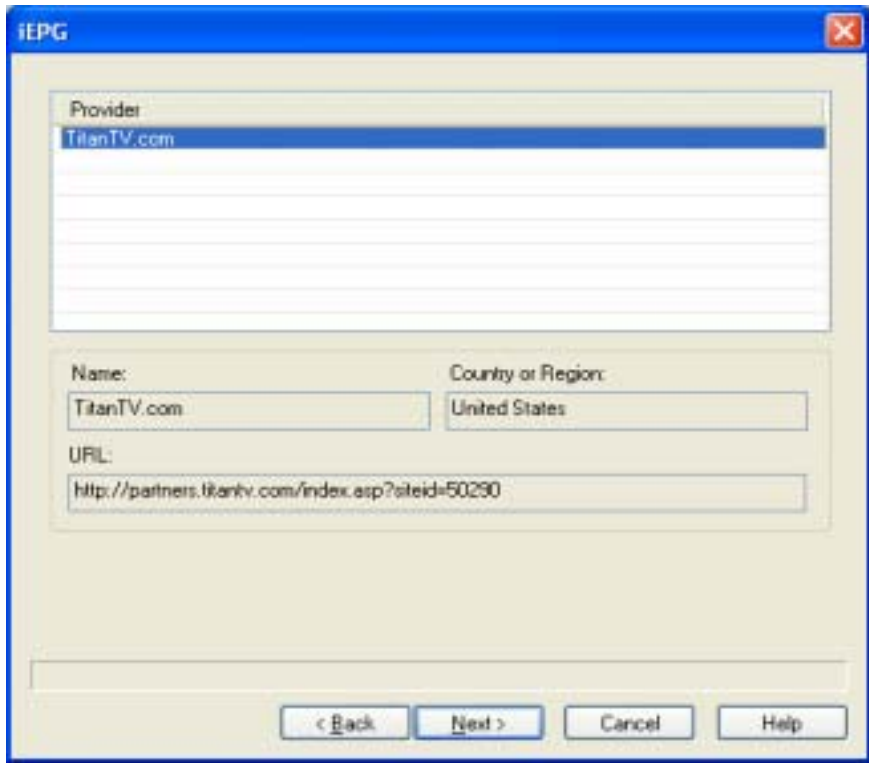 iEPG
Provider
TitanTV.com
Name:
Country or Region:
TitanTV.com
United States
URL:
http://partners.titantv.com/index.asp?siteid=50290
< Back
Next >
Cancel
Help